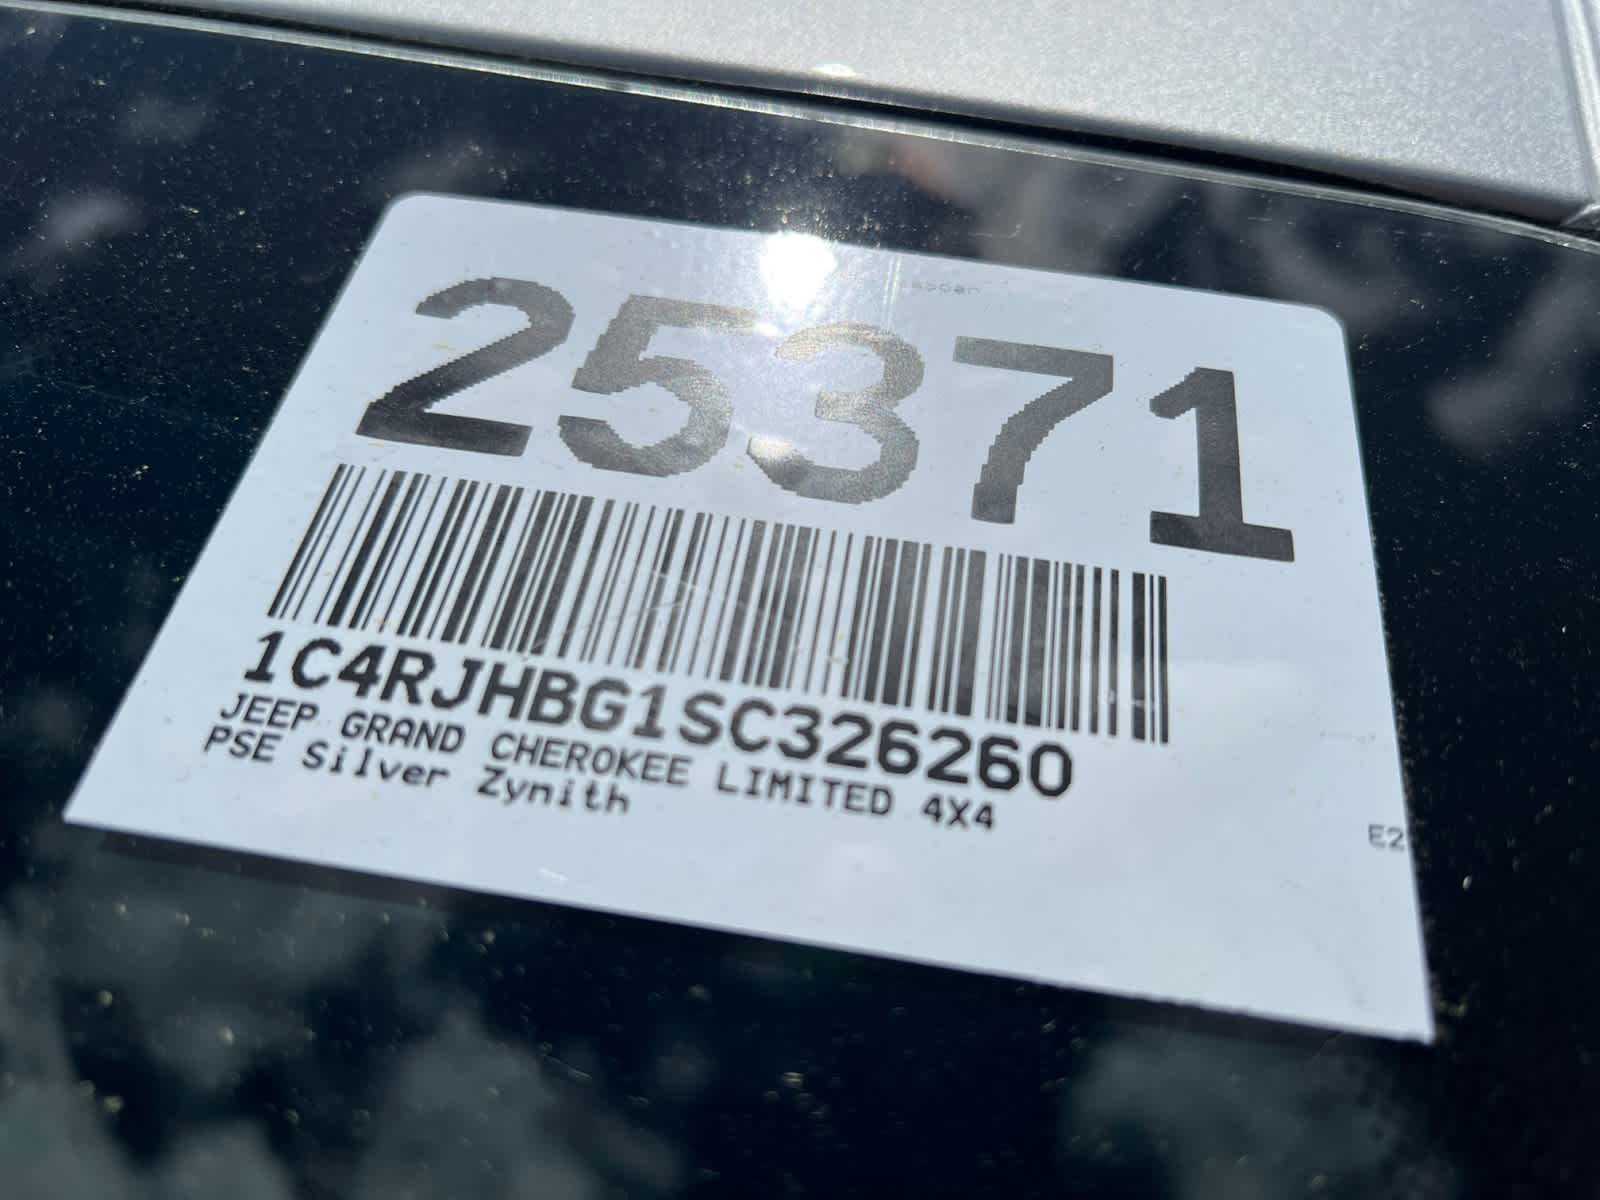 25371
1C4RJHBG1SC326260
JEEP GRAND CHEROKEE LIMITED 4X4
PSE Silver Zynith